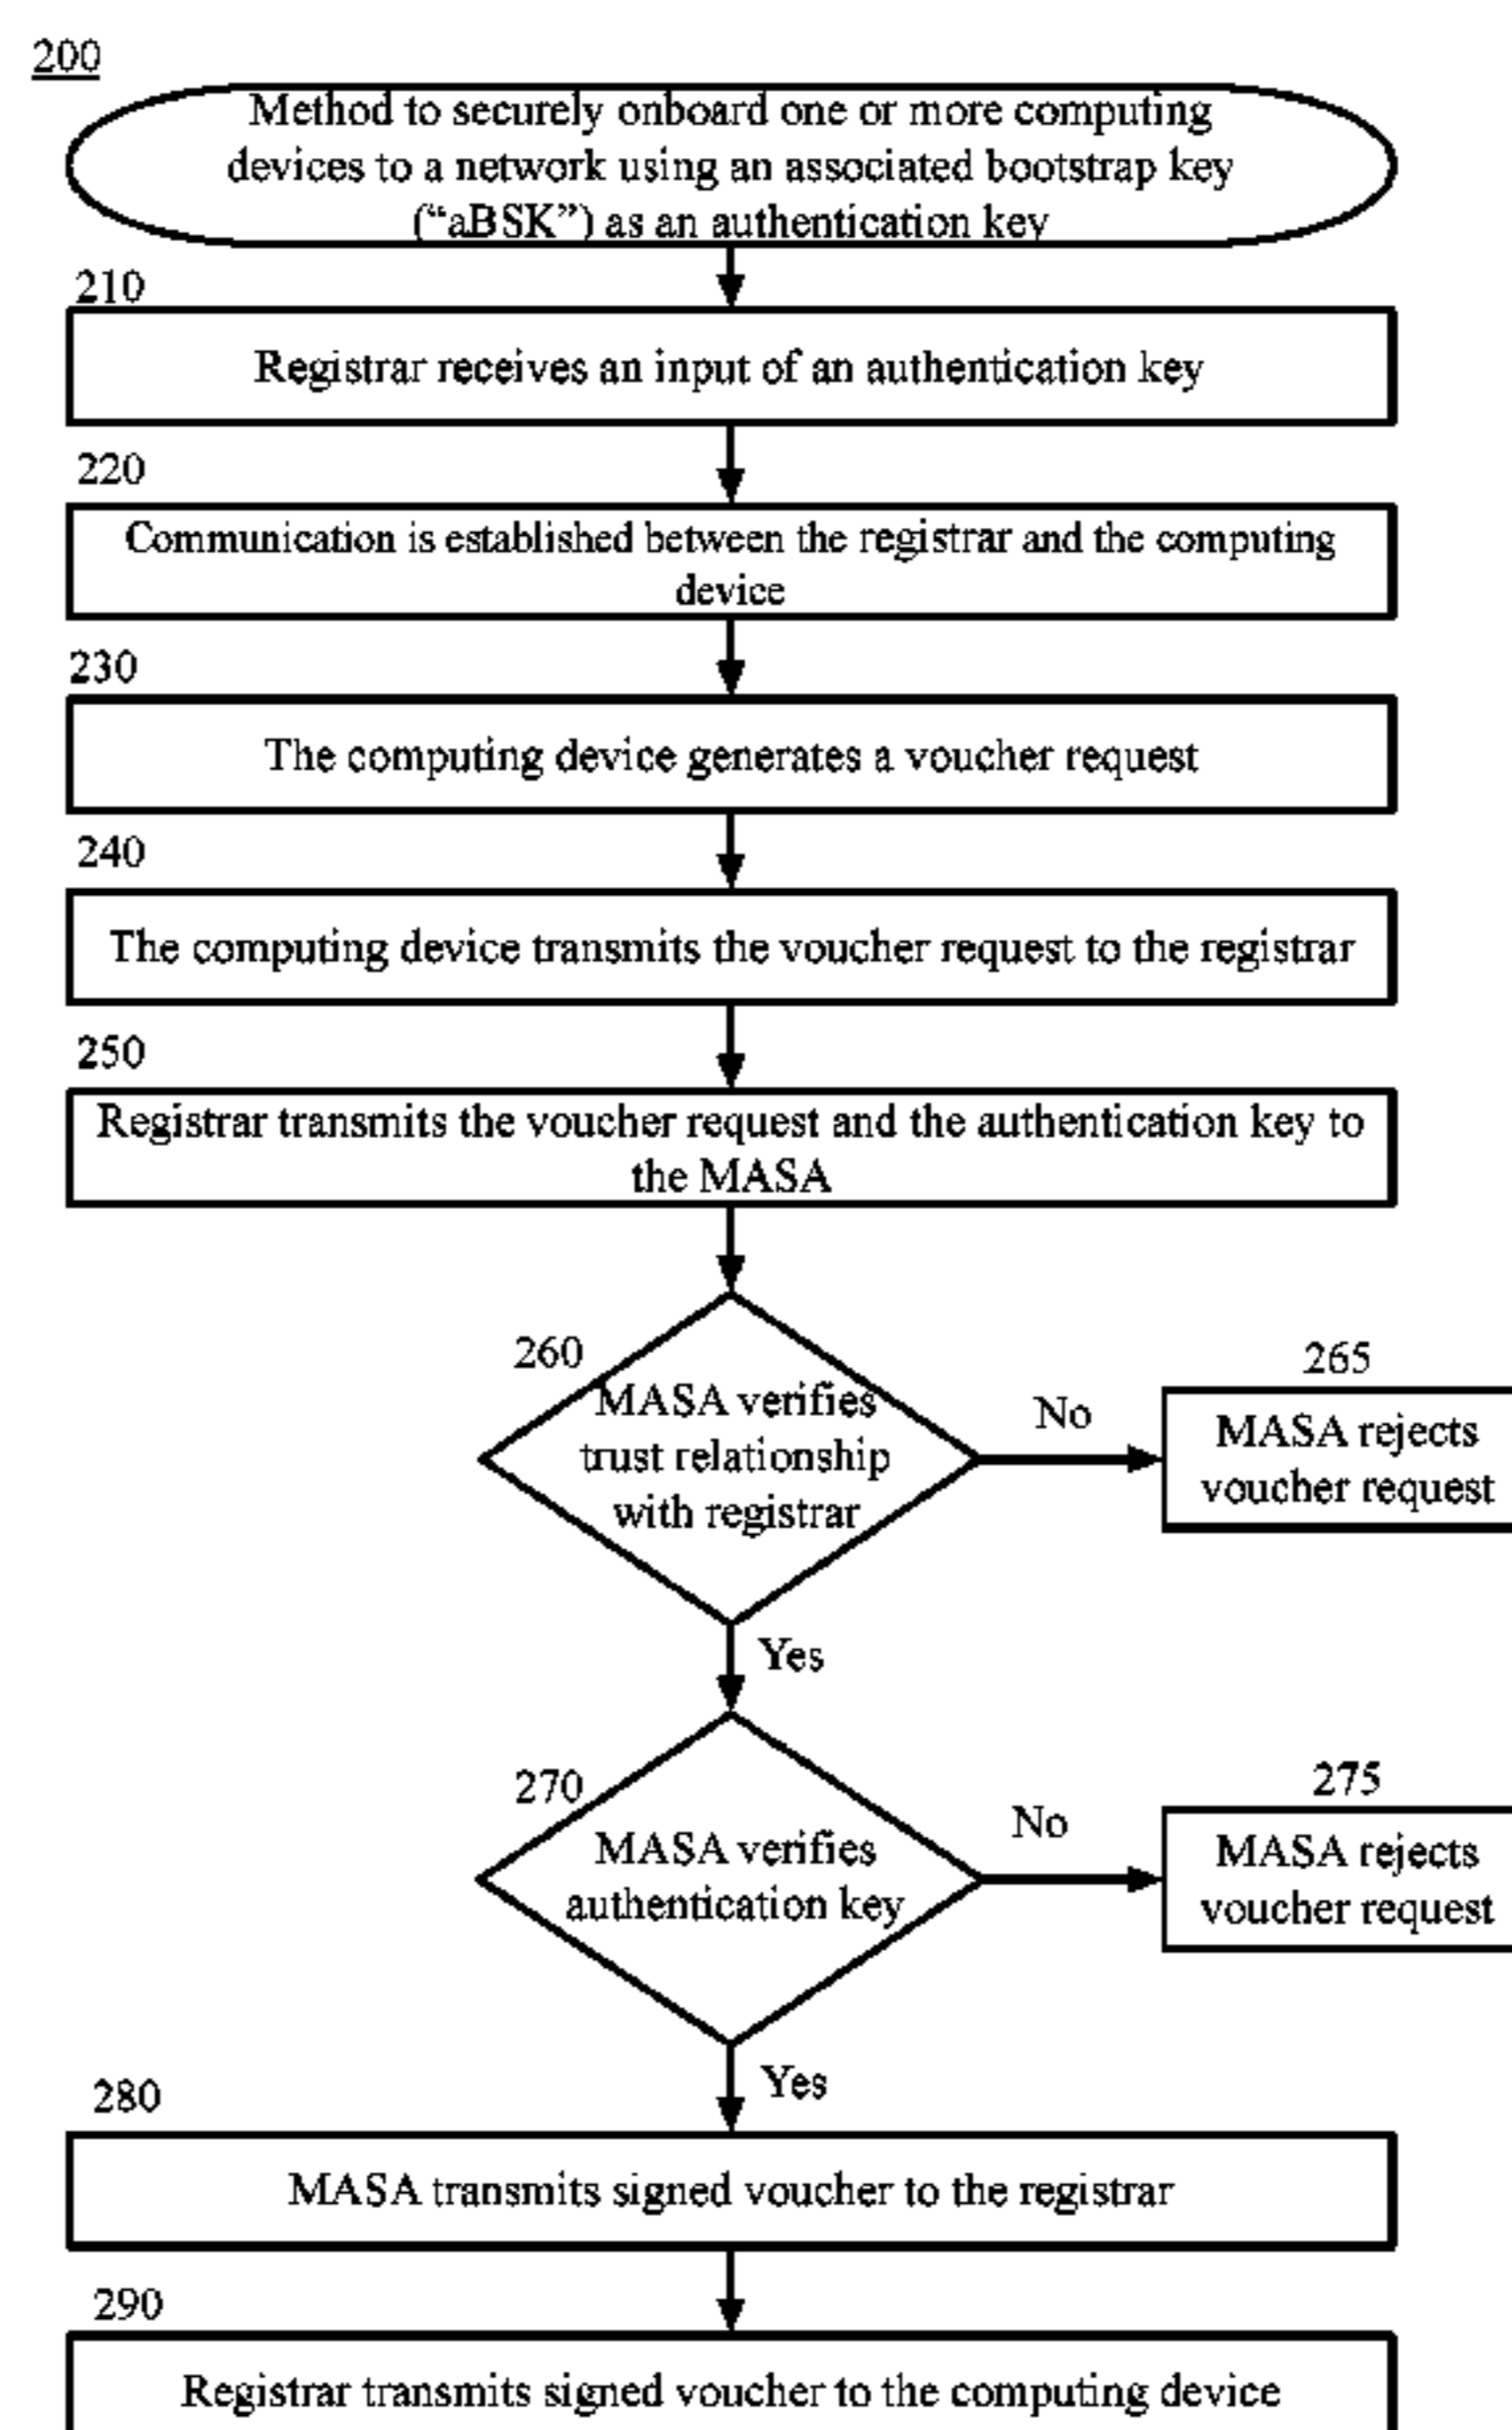 200
Method to securely onboard one or more computing
devices to a network using an associated bootstrap key
(“aBSK”) as an authentication key
210
Registrar receives an input of an authentication key
220
Communication is established between the registrar and the computing
device
230
The computing device generates a voucher request
240
The computing device transmits the voucher request to the registrar
250
Registrar transmits the voucher request and the authentication key to
the MASA
260
MASA verifies
trust relationship
with registrar
No
265
MASA rejects
voucher request
Yes
270
MASA verifies
authentication key
No
275
MASA rejects
voucher request
Yes
280
MASA transmits signed voucher to the registrar
290
Registrar transmits signed voucher to the computing device